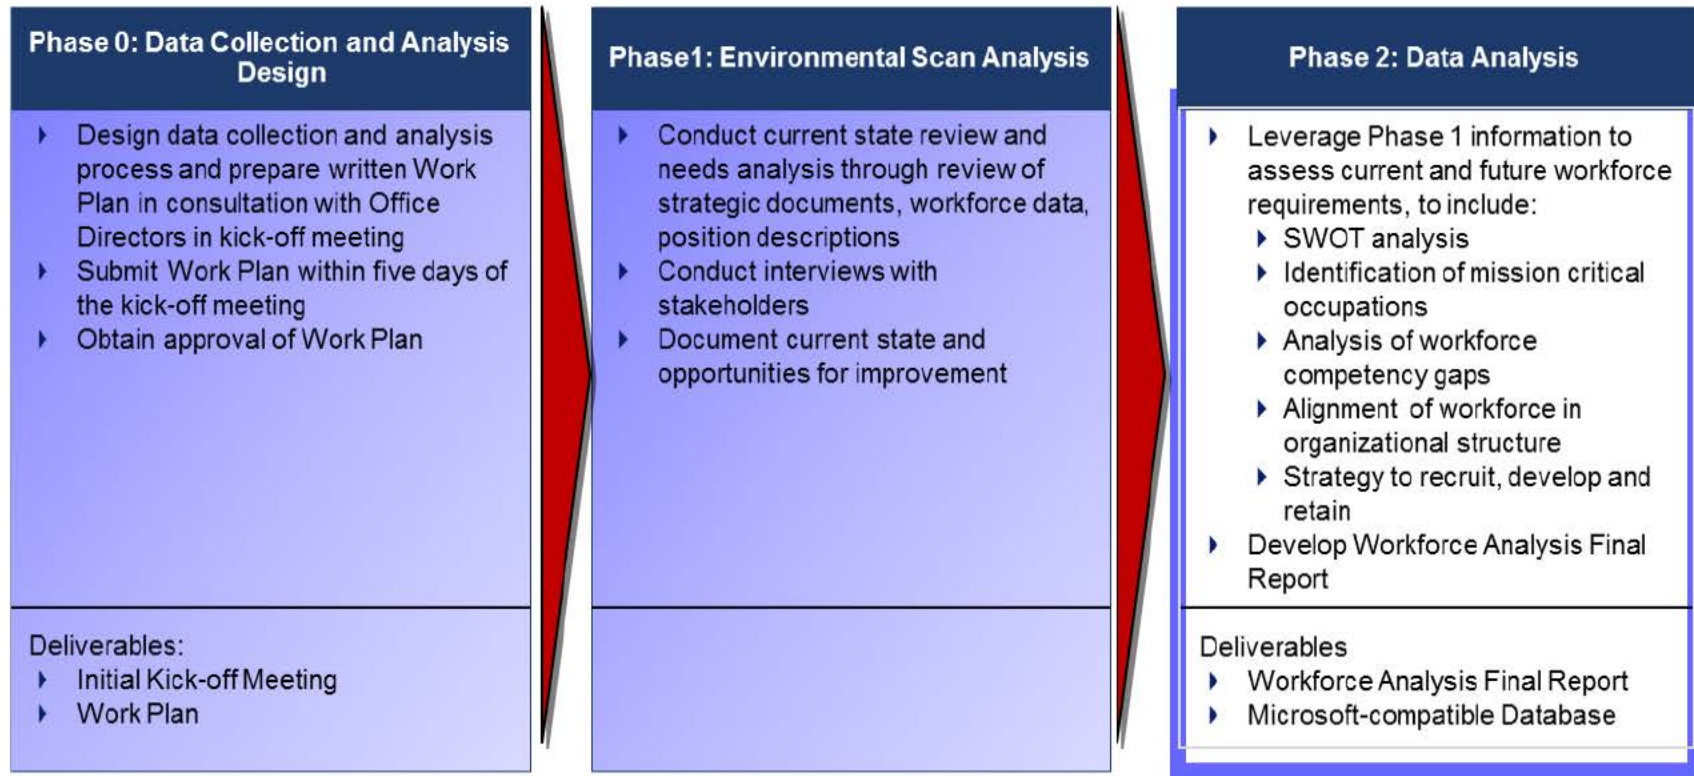 Phase 0: Data Collection and Analysis
Design
Design data collection and analysis
process and prepare written Work
Plan in consultation with Office
Directors in kick-off meeting
Submit Work Plan within five days of
the kick-off meeting
Obtain approval of Work Plan
Deliverables:
Initial Kick-off Meeting
Work Plan
Phase1: Environmental Scan Analysis
Conduct current state review and
needs analysis through review of
strategic documents, workforce data,
position descriptions
Conduct interviews with
stakeholders
Document current state and
opportunities for improvement
Phase 2: Data Analysis
Leverage Phase 1 information to
assess current and future workforce
requirements, to include:
SWOT analysis
Identification of mission critical
occupations
Analysis of workforce
competency gaps
Alignment of workforce in
organizational structure
Strategy to recruit, develop and
retain
Develop Workforce Analysis Final
Report
Deliverables
Workforce Analysis Final Report
Microsoft-compatible Database